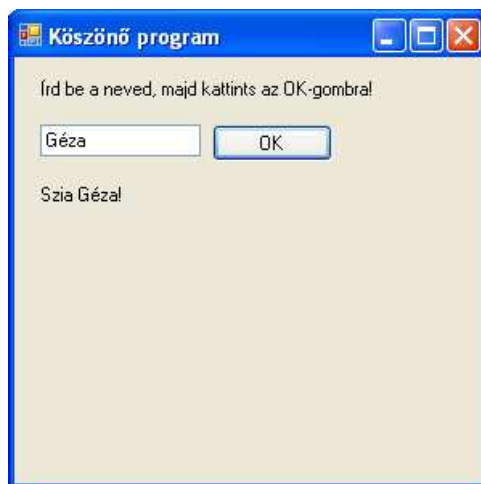 Köszönő program
Írd be a neved, majd kattints az OK-gombra!
Géza
OK
Szia Géza!